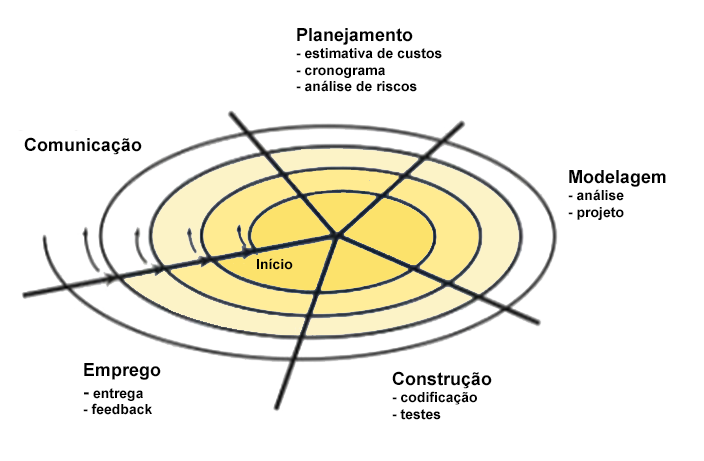 Planejamento
- estimativa de custos
- cronograma
- análise de riscos
Comunicação
Modelagem
- análise
- projeto
Início
Emprego
- entrega
- feedback
Construção
- codificação
- testes